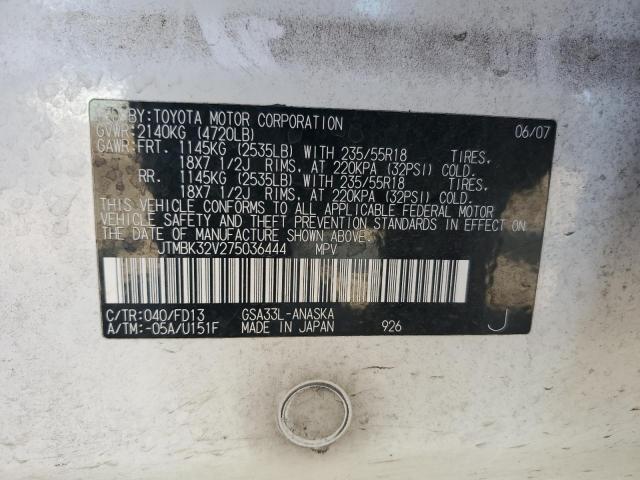 BY: TOYOTA MOTOR CORPORATION 06/07
GVWR: 2140KG (4720LB)
GAWR: FRT. 1145KG (2535LB) WITH 235/55R18 TIRES,
18X7 1/2J RIMS, AT 220KPA (32PSI) COLD.
RR. 1145KG (2535LB) WITH 235/55R18 TIRES,
18X7 1/2J RIMS, AT 220KPA (32PSI) COLD.
THIS VEHICLE CONFORMS TO ALL APPLICABLE FEDERAL MOTOR
VEHICLE SAFETY AND THEFT PREVENTION STANDARDS IN EFFECT ON
THE DATE OF MANUFACTURE SHOWN ABOVE.
JTMBK32V275036444 MPV
C/TR: 040/FD13 GSA33L-ANASKA
A/TM: -05A/U151F MADE IN JAPAN 926 J